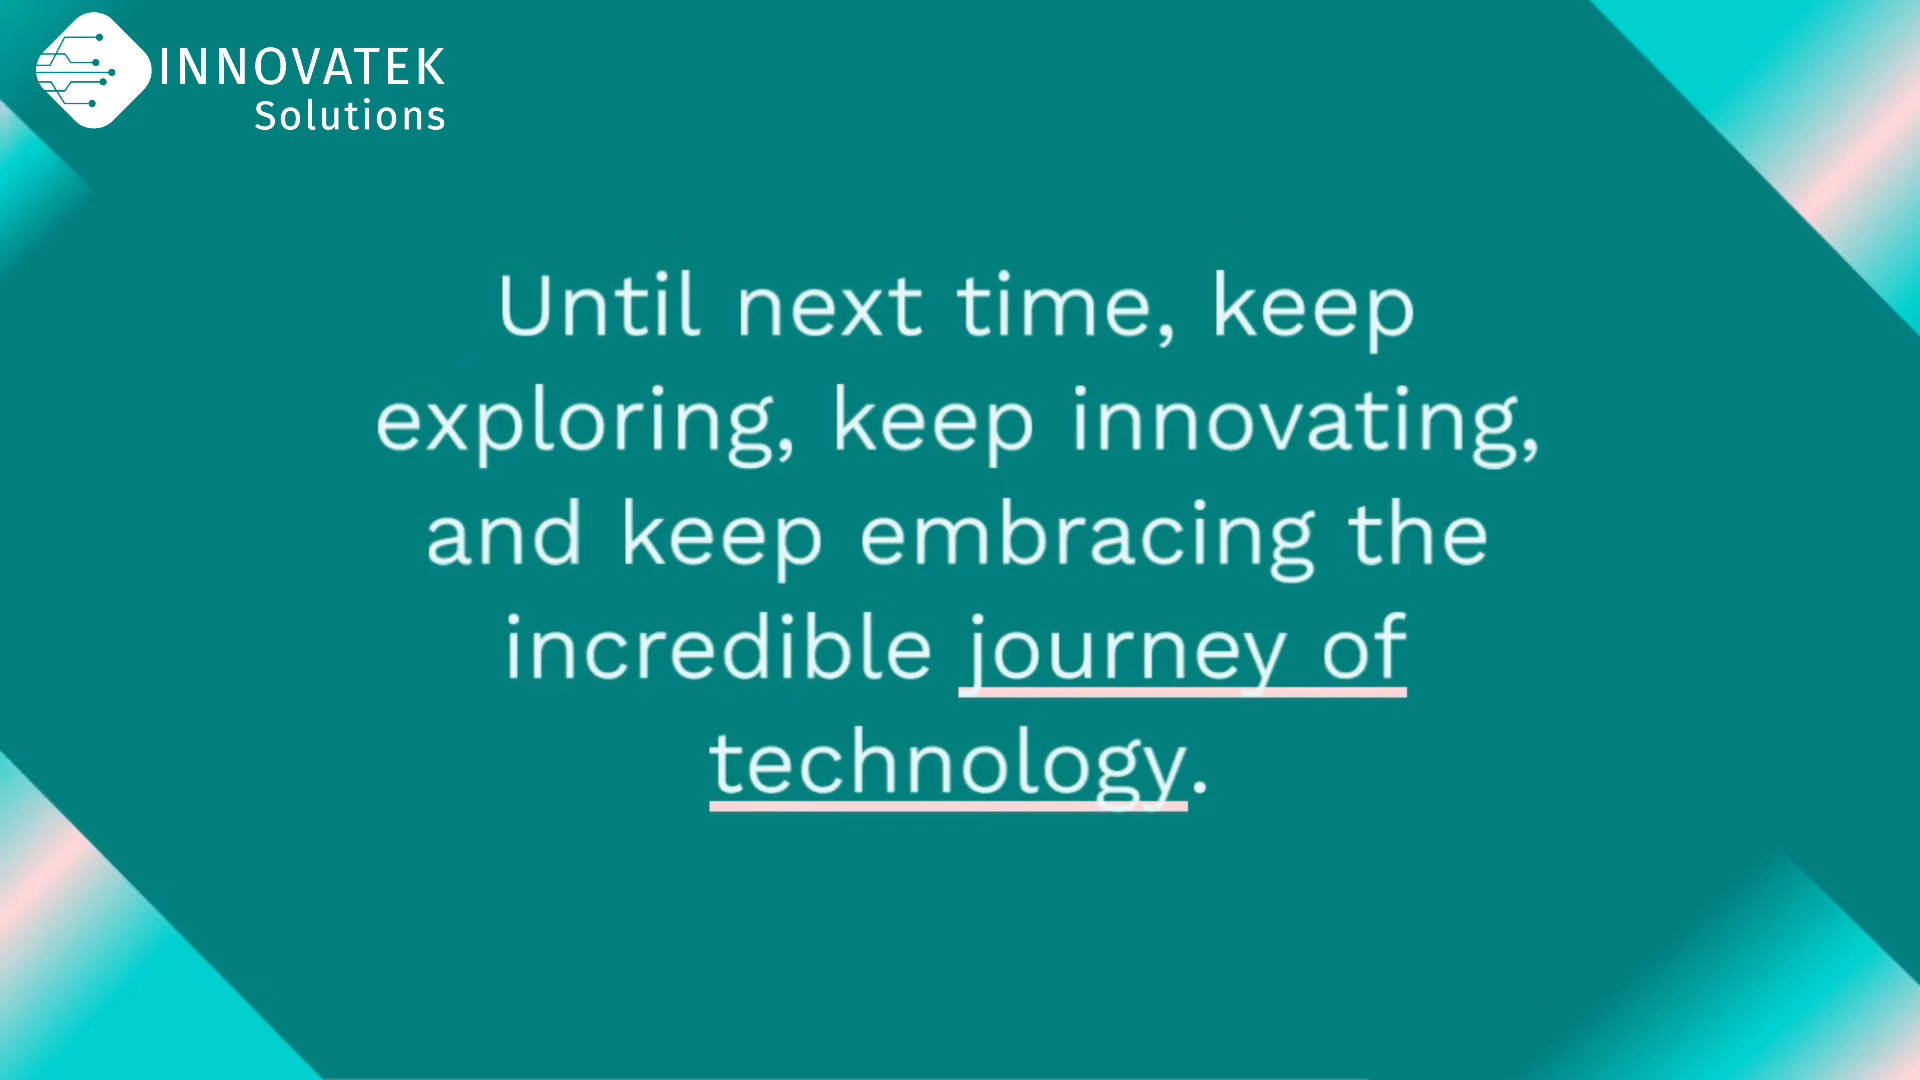 INNOVATEK
Solutions
Until next time, keep
exploring, keep innovating,
and keep embracing the
incredible journey of
technology.